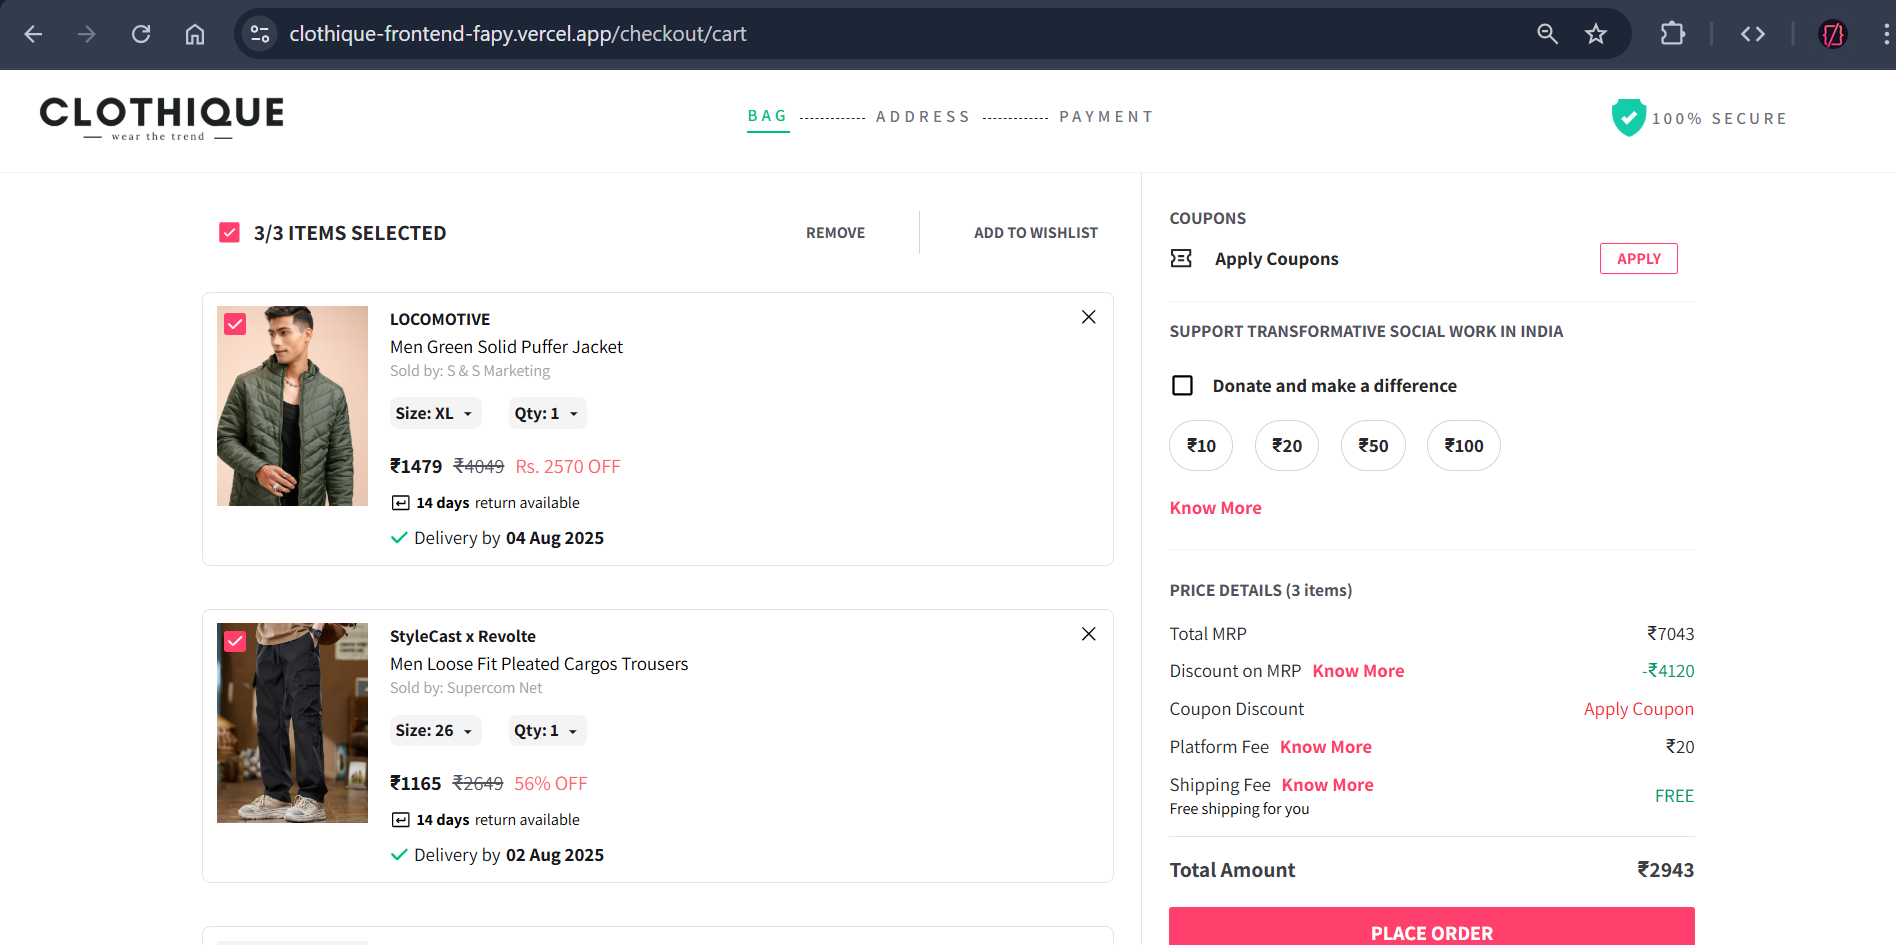 clothique-frontend-fapy.vercel.app/checkout/cart
CLOTHIQUE
wear the trend
BAG
ADDRESS
PAYMENT
100% SECURE
3/3 ITEMS SELECTED
REMOVE
ADD TO WISHLIST
LOCOMOTIVE
Men Green Solid Puffer Jacket
Sold by: S & S Marketing
Size: XL
Qty: 1
₹1479 ₹4049 Rs. 2570 OFF
14 days return available
Delivery by 04 Aug 2025
StyleCast x Revolte
Men Loose Fit Pleated Cargos Trousers
Sold by: Supercom Net
Size: 26
Qty: 1
₹1165 ₹2649 56% OFF
14 days return available
Delivery by 02 Aug 2025
COUPONS
Apply Coupons
APPLY
SUPPORT TRANSFORMATIVE SOCIAL WORK IN INDIA
Donate and make a difference
₹10
₹20
₹50
₹100
Know More
PRICE DETAILS (3 items)
Total MRP ₹7043
Discount on MRP Know More -₹4120
Coupon Discount Apply Coupon
Platform Fee Know More ₹20
Shipping Fee Know More FREE
Free shipping for you
Total Amount ₹2943
PLACE ORDER